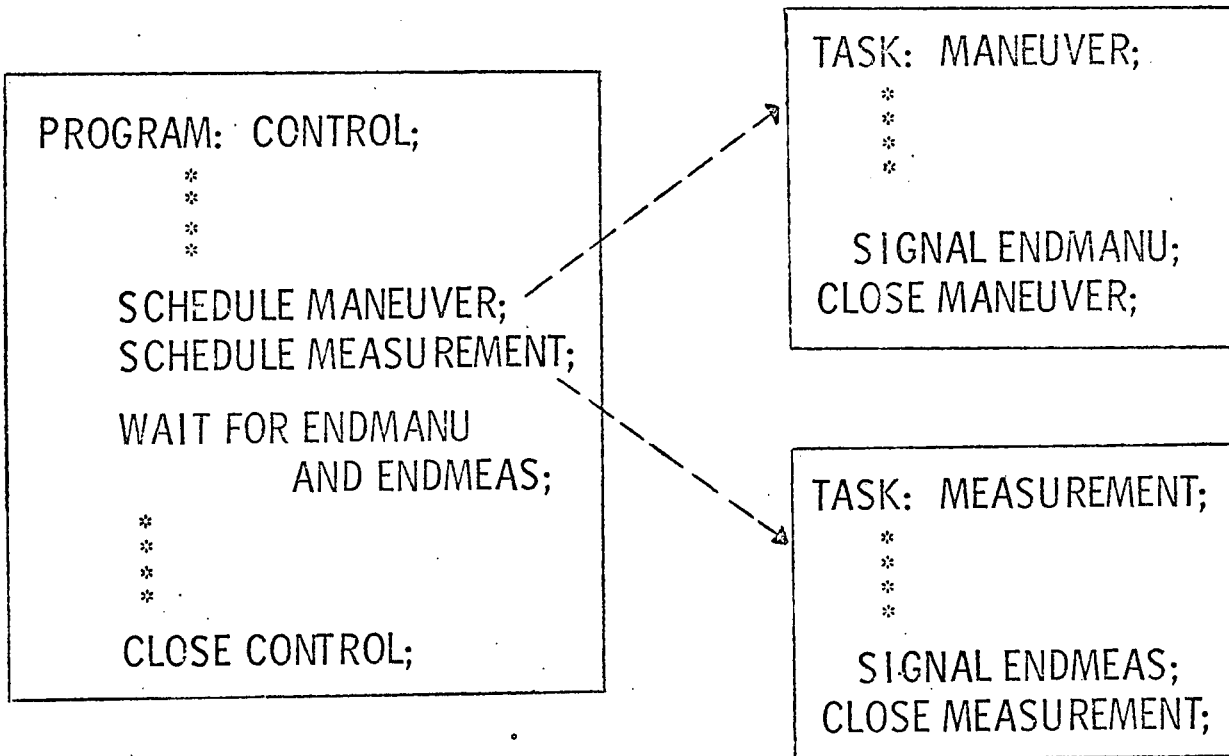 PROGRAM: CONTROL;
*
*
*
*
SCHEDULE MANEUVER;
SCHEDULE MEASUREMENT;
WAIT FOR ENDMANU
AND ENDMEAS;
*
*
*
*
CLOSE CONTROL;
TASK: MANEUVER;
*
*
*
*
SIGNAL ENDMANU;
CLOSE MANEUVER;
TASK: MEASUREMENT;
*
*
*
*
SIGNAL ENDMEAS;
CLOSE MEASUREMENT;